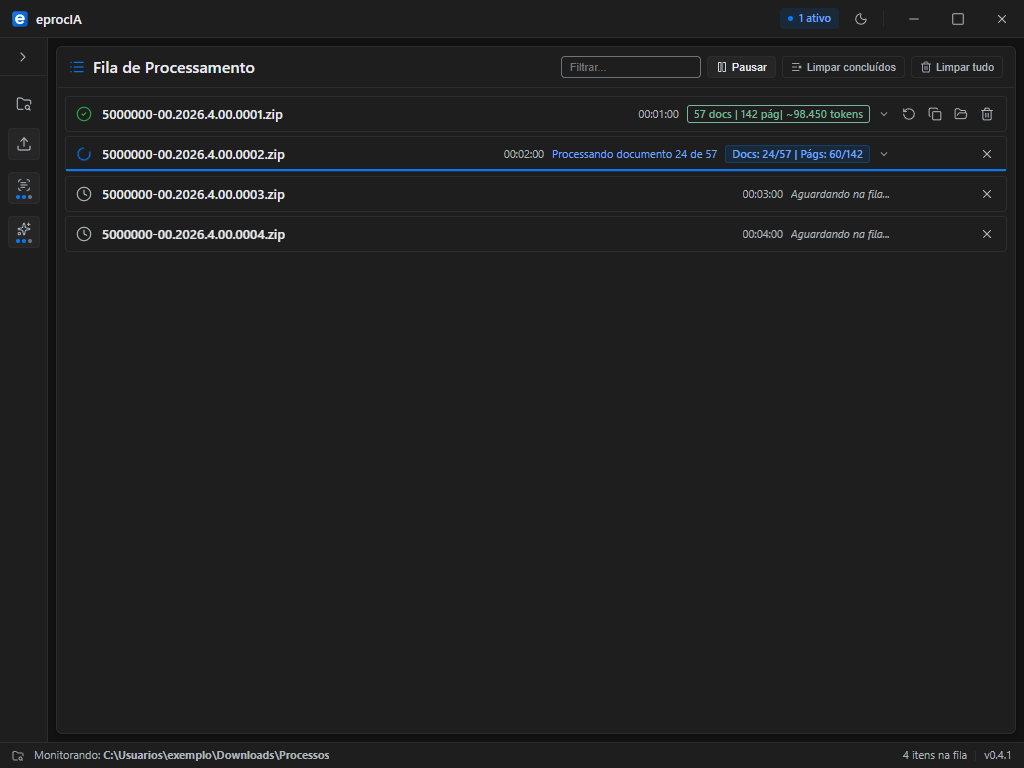 eprocIA
1 ativo
Fila de Processamento
Filtrar...
Pausar
Limpar concluídos
Limpar tudo
5000000-00.2026.4.00.0001.zip
00:01:00
57 docs | 142 pág| ~98.450 tokens
5000000-00.2026.4.00.0002.zip
00:02:00
Processando documento 24 de 57
Docs: 24/57 | Págs: 60/142
5000000-00.2026.4.00.0003.zip
00:03:00
Aguardando na fila...
5000000-00.2026.4.00.0004.zip
00:04:00
Aguardando na fila...
Monitorando: C:\Usuarios\exemplo\Downloads\Processos
4 itens na fila
v0.4.1